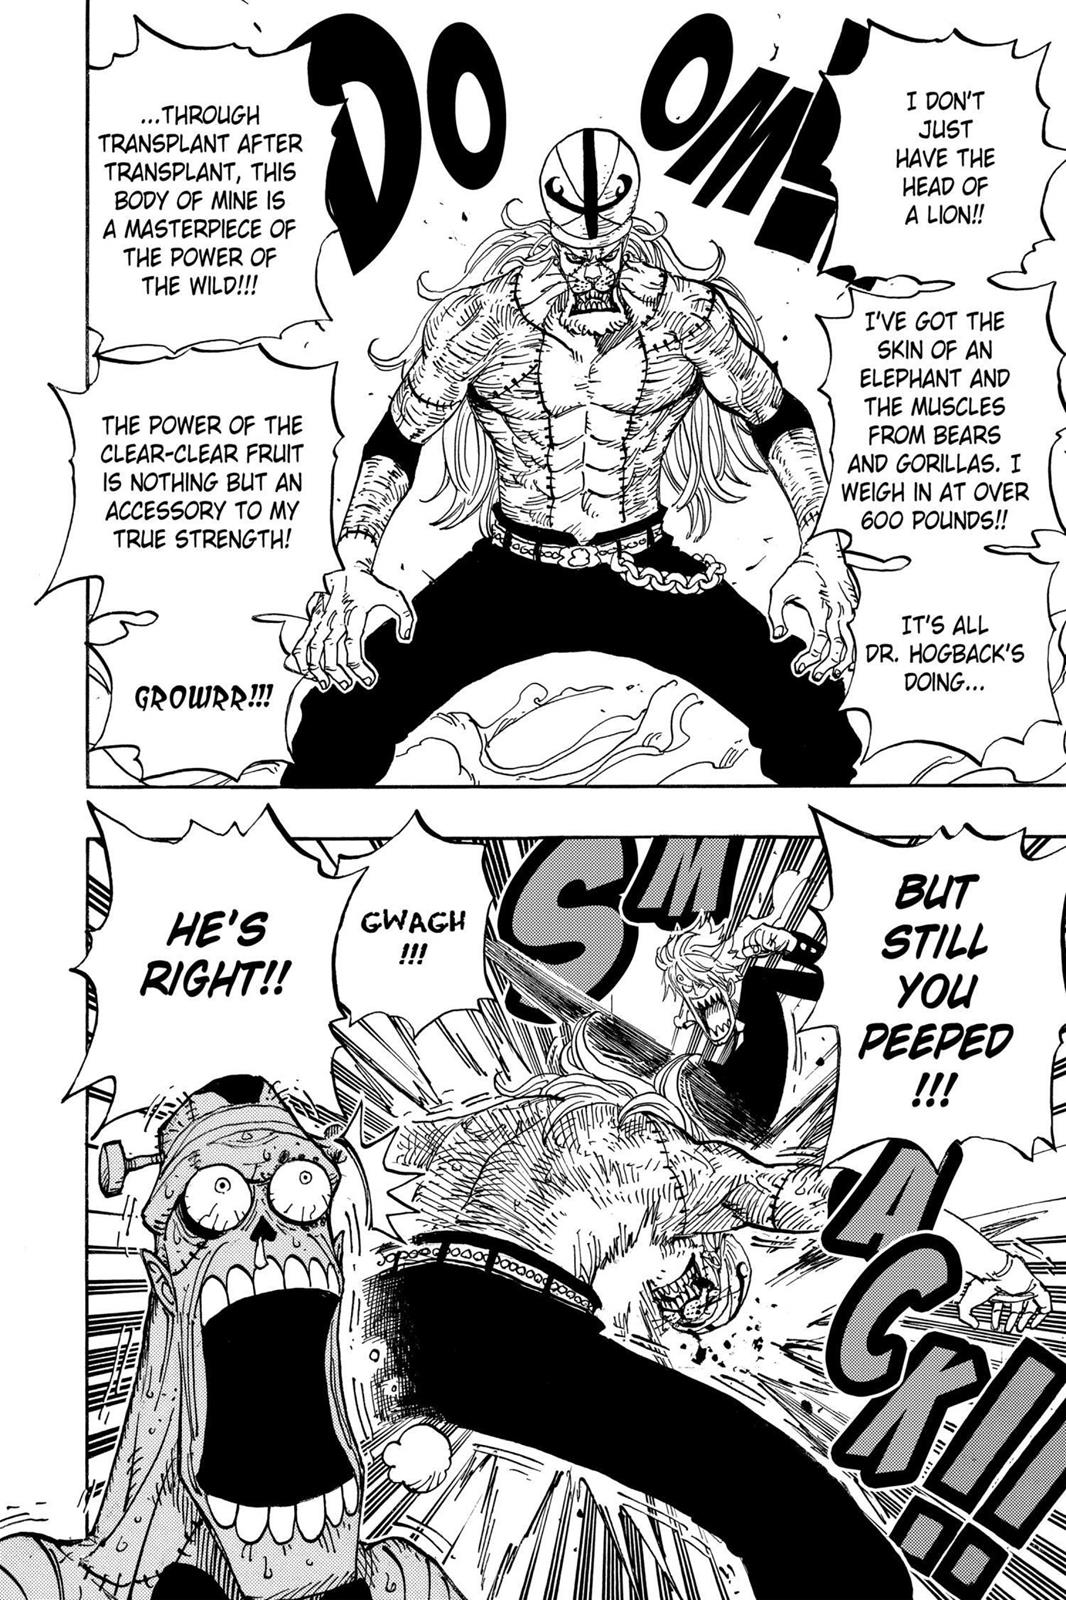 DOOM!
I DON'T
JUST
HAVE THE
HEAD OF
A LION!!
I'VE GOT THE
SKIN OF AN
ELEPHANT AND
THE MUSCLES
FROM BEARS
AND GORILLAS. I
WEIGH IN AT OVER
600 POUNDS!!
IT'S ALL
DR. HOGBACK'S
DOING...
...THROUGH
TRANSPLANT AFTER
TRANSPLANT, THIS
BODY OF MINE IS
A MASTERPIECE OF
THE POWER OF
THE WILD!!!
THE POWER OF THE
CLEAR-CLEAR FRUIT
IS NOTHING BUT AN
ACCESSORY TO MY
TRUE STRENGTH!
GROWRR!!!
BUT
STILL
YOU
PEEPED
!!!
SMACK!!
GWAGH
!!!
HE'S
RIGHT!!